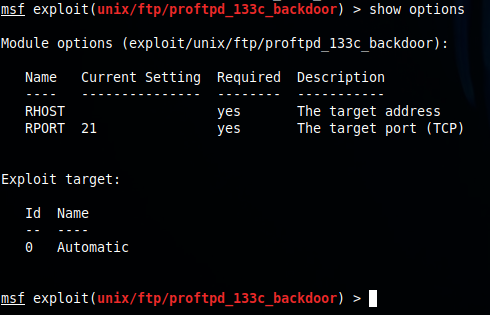 msf exploit(unix/ftp/proftpd_133c_backdoor) > show options
Module options (exploit/unix/ftp/proftpd_133c_backdoor):
Name Current Setting Required Description
---- --------------- -------- -----------
RHOST yes The target address
RPORT 21 yes The target port (TCP)
Exploit target:
Id Name
-- ----
0 Automatic
msf exploit(unix/ftp/proftpd_133c_backdoor) >